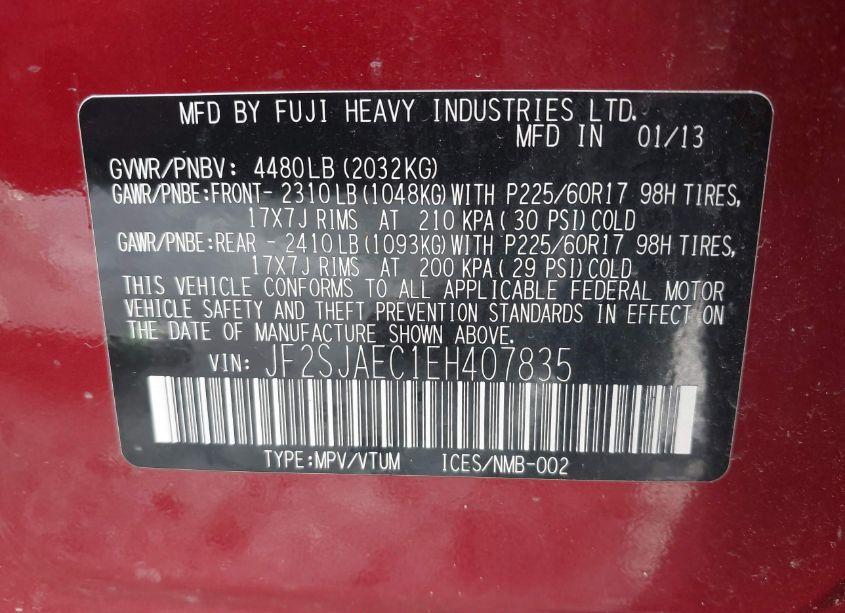 MFD BY FUJI HEAVY INDUSTRIES LTD.
MFD IN 01/13
GVWR/PNBV: 4480LB (2032KG)
GAWR/PNBE:FRONT- 2310LB (1048KG) WITH P225/60R17 98H TIRES,
17X7J RIMS AT 210 KPA ( 30 PSI) COLD
GAWR/PNBE:REAR - 2410LB (1093KG) WITH P225/60R17 98H TIRES,
17X7J RIMS AT 200 KPA (29 PSI) COLD
THIS VEHICLE CONFORMS TO ALL APPLICABLE FEDERAL MOTOR
VEHICLE SAFETY AND THEFT PREVENTION STANDARDS IN EFFECT ON
THE DATE OF MANUFACTURE SHOWN ABOVE.
VIN: JF2SJAEC1EH407835
TYPE:MPV/VTUM ICES/NMB-002